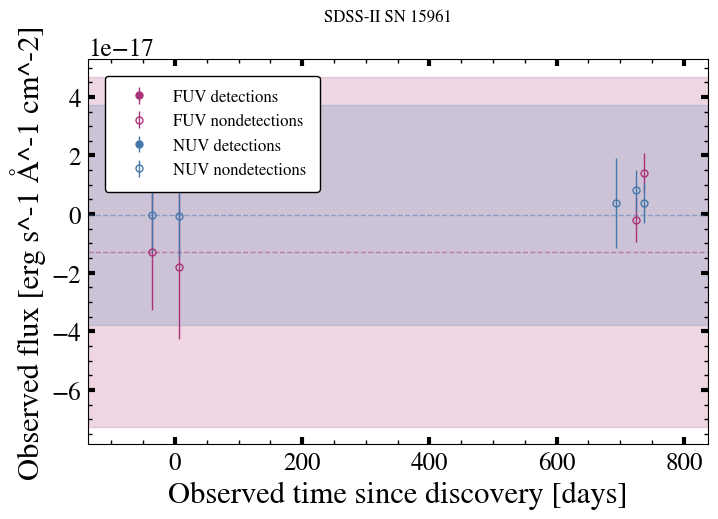 SDSS-II SN 15961
1e−17
FUV detections
FUV nondetections
NUV detections
NUV nondetections
4
2
0
−2
−4
−6
0
200
400
600
800
Observed time since discovery [days]
Observed flux [erg s^-1 Å^-1 cm^-2]